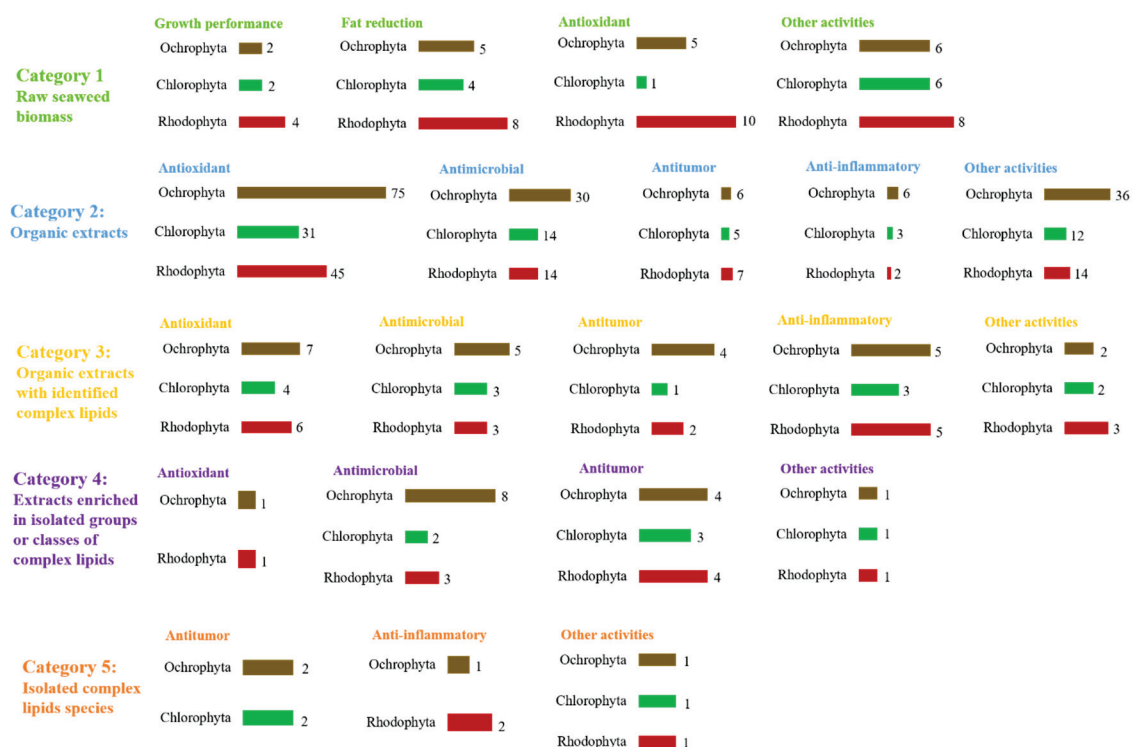 Growth performance
Fat reduction
Antioxidant
Other activities
Category 1
Raw seaweed
biomass
Ochrophyta 2
Chlorophyta 2
Rhodophyta 4
Ochrophyta 5
Chlorophyta 4
Rhodophyta 8
Ochrophyta 5
Chlorophyta 1
Rhodophyta 10
Ochrophyta 6
Chlorophyta 6
Rhodophyta 8
Category 2:
Organic extracts
Antioxidant
Ochrophyta 75
Chlorophyta 31
Rhodophyta 45
Antimicrobial
Ochrophyta 30
Chlorophyta 14
Rhodophyta 14
Antitumor
Ochrophyta 6
Chlorophyta 5
Rhodophyta 7
Anti-inflammatory
Ochrophyta 6
Chlorophyta 3
Rhodophyta 2
Other activities
Ochrophyta 36
Chlorophyta 12
Rhodophyta 14
Category 3:
Organic extracts
with identified
complex lipids
Antioxidant
Ochrophyta 7
Chlorophyta 4
Rhodophyta 6
Antimicrobial
Ochrophyta 5
Chlorophyta 3
Rhodophyta 3
Antitumor
Ochrophyta 4
Chlorophyta 1
Rhodophyta 2
Anti-inflammatory
Ochrophyta 5
Chlorophyta 3
Rhodophyta 5
Other activities
Ochrophyta 2
Chlorophyta 2
Rhodophyta 3
Category 4:
Extracts enriched
in isolated groups
or classes of
complex lipids
Antioxidant
Ochrophyta 1
Rhodophyta 1
Antimicrobial
Ochrophyta 8
Chlorophyta 2
Rhodophyta 3
Antitumor
Ochrophyta 4
Chlorophyta 3
Rhodophyta 4
Other activities
Ochrophyta 1
Chlorophyta 1
Rhodophyta 1
Category 5:
Isolated complex
lipids species
Antitumor
Ochrophyta 2
Chlorophyta 2
Anti-inflammatory
Ochrophyta 1
Rhodophyta 2
Other activities
Ochrophyta 1
Chlorophyta 1
Rhodophyta 1